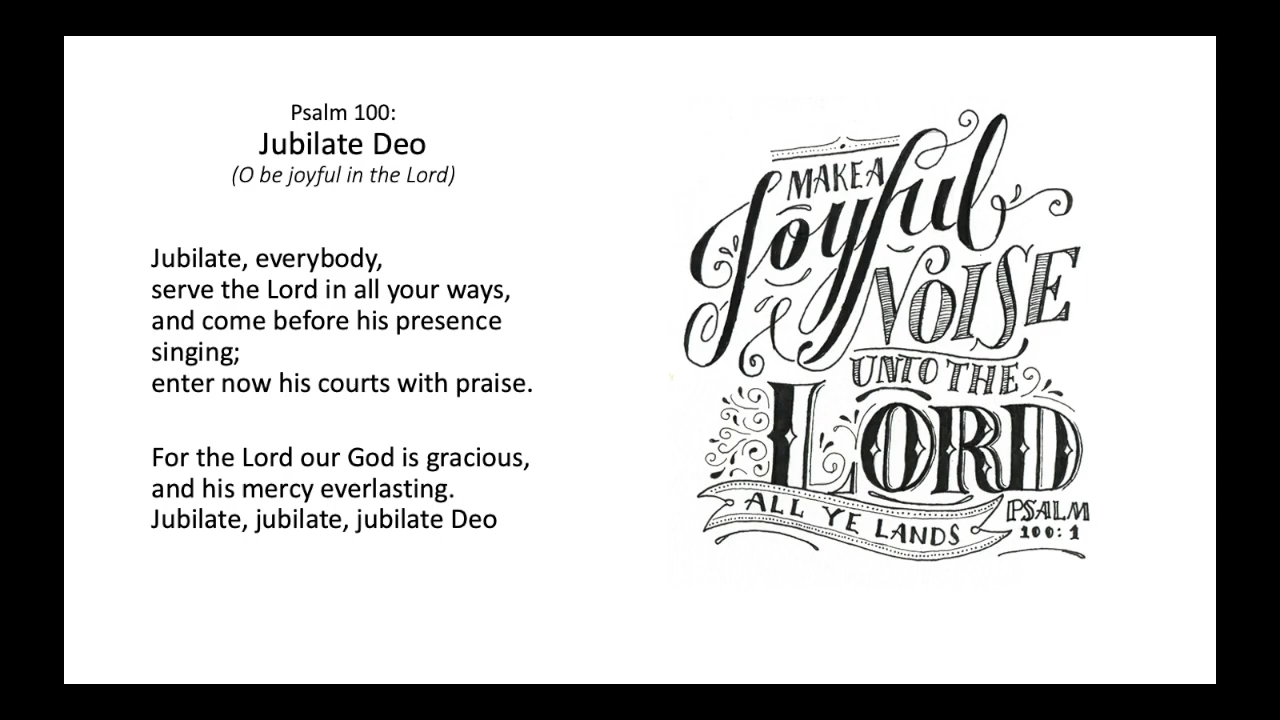 Psalm 100:
Jubilate Deo
(O be joyful in the Lord)
Jubilate, everybody,
serve the Lord in all your ways,
and come before his presence
singing;
enter now his courts with praise.
For the Lord our God is gracious,
and his mercy everlasting.
Jubilate, jubilate, jubilate Deo
MAKE A
Joyful
NOISE
UNTO THE
LORD
ALL YE LANDS
PSALM
100:1